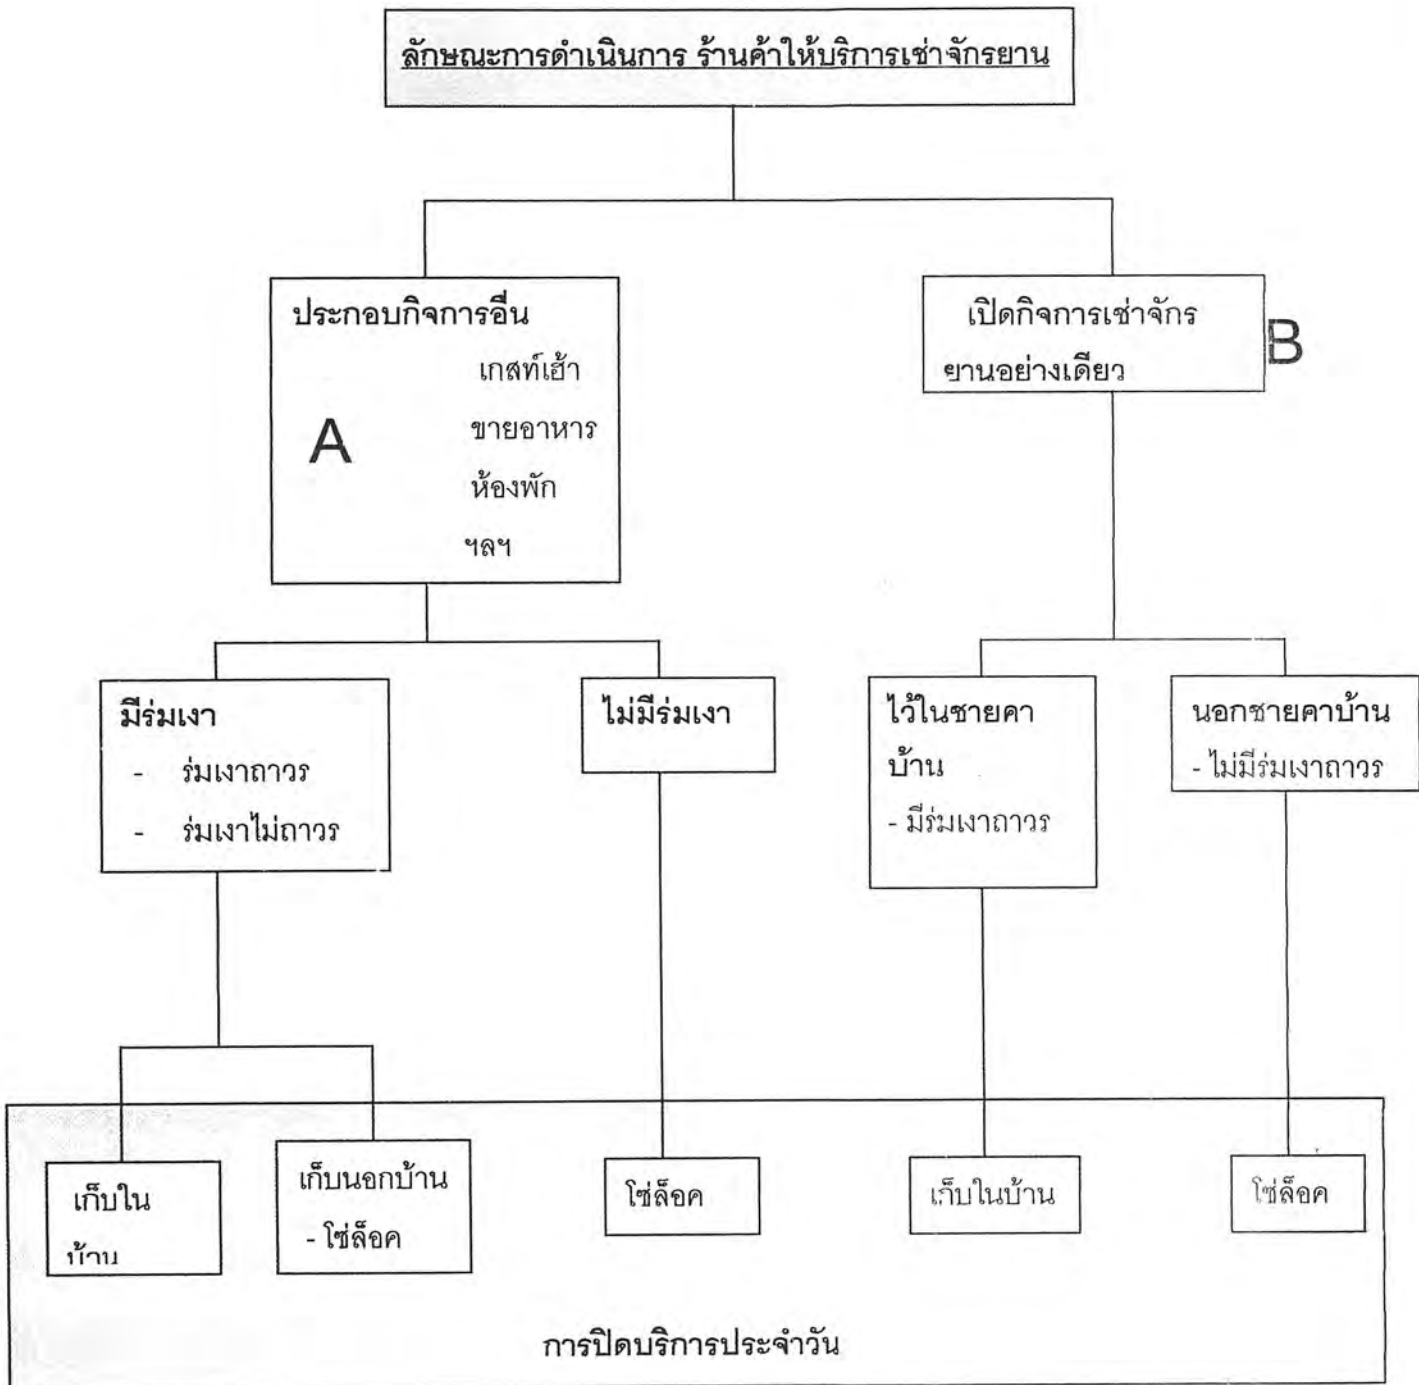 ลักษณะการดำเนินการ ร้านค้าให้บริการเช่าจักรยาน
ประกอบกิจการอื่น
เกสท์เฮ้า
ขายอาหาร
ห้องพัก
ฯลฯ
A
เปิดกิจการเช่าจักร
ยานอย่างเดียว
B
มีร่มเงา
- ร่มเงาถาวร
- ร่มเงาไม่ถาวร
ไม่มีร่มเงา
ไว้ในชายคา
บ้าน
- มีร่มเงาถาวร
นอกชายคาบ้าน
- ไม่มีร่มเงาถาวร
เก็บใน
บ้าน
เก็บนอกบ้าน
- โซ่ล็อค
โซ่ล็อค
เก็บในบ้าน
โซ่ล็อค
การปิดบริการประจำวัน